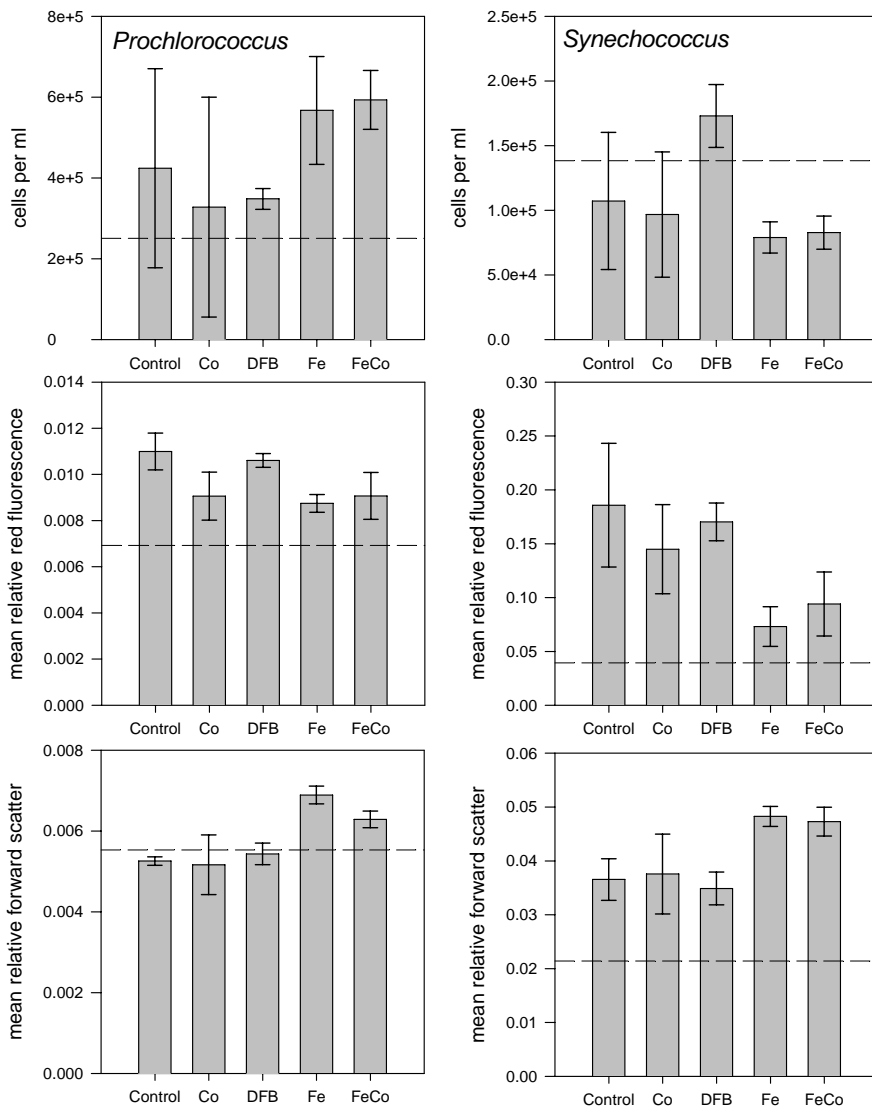 Prochlorococcus
cells per ml
8e+5
6e+5
4e+5
2e+5
0
Control Co DFB Fe FeCo
Synechococcus
cells per ml
2.5e+5
2.0e+5
1.5e+5
1.0e+5
5.0e+4
0.0
Control Co DFB Fe FeCo
mean relative red fluorescence
0.014
0.012
0.010
0.008
0.006
0.004
0.002
0.000
Control Co DFB Fe FeCo
mean relative red fluorescence
0.30
0.25
0.20
0.15
0.10
0.05
0.00
Control Co DFB Fe FeCo
mean relative forward scatter
0.008
0.006
0.004
0.002
0.000
Control Co DFB Fe FeCo
mean relative forward scatter
0.06
0.05
0.04
0.03
0.02
0.01
0.00
Control Co DFB Fe FeCo